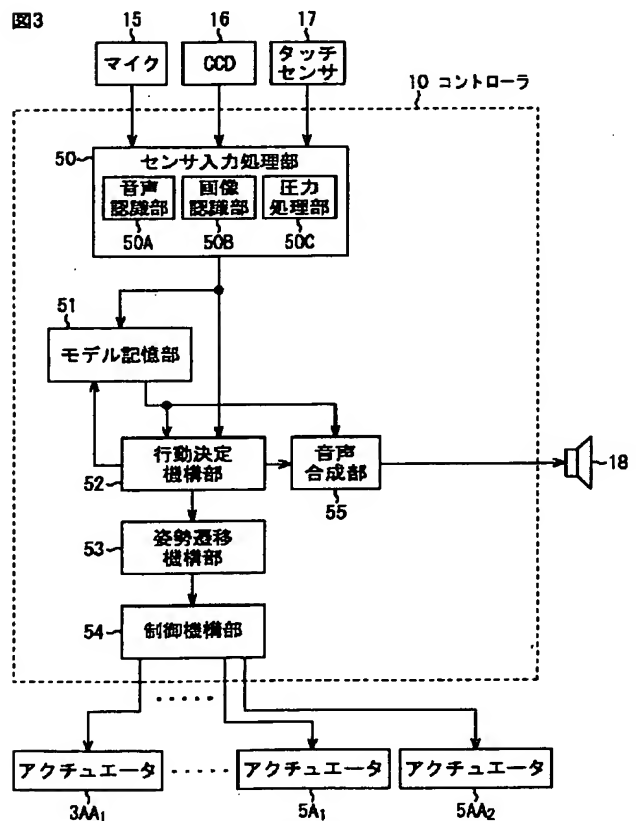 図3
15
16
17
マイク
CCD
タッチ
センサ
10 コントローラ
50
センサ入力処理部
音声
認識部
画像
認識部
圧力
処理部
50A
50B
50C
51
モデル記憶部
行動決定
機構部
52
音声
合成部
55
18
53
姿勢遷移
機構部
54
制御機構部
アクチュエータ
アクチュエータ
アクチュエータ
3AA₁
5A₁
5AA₂